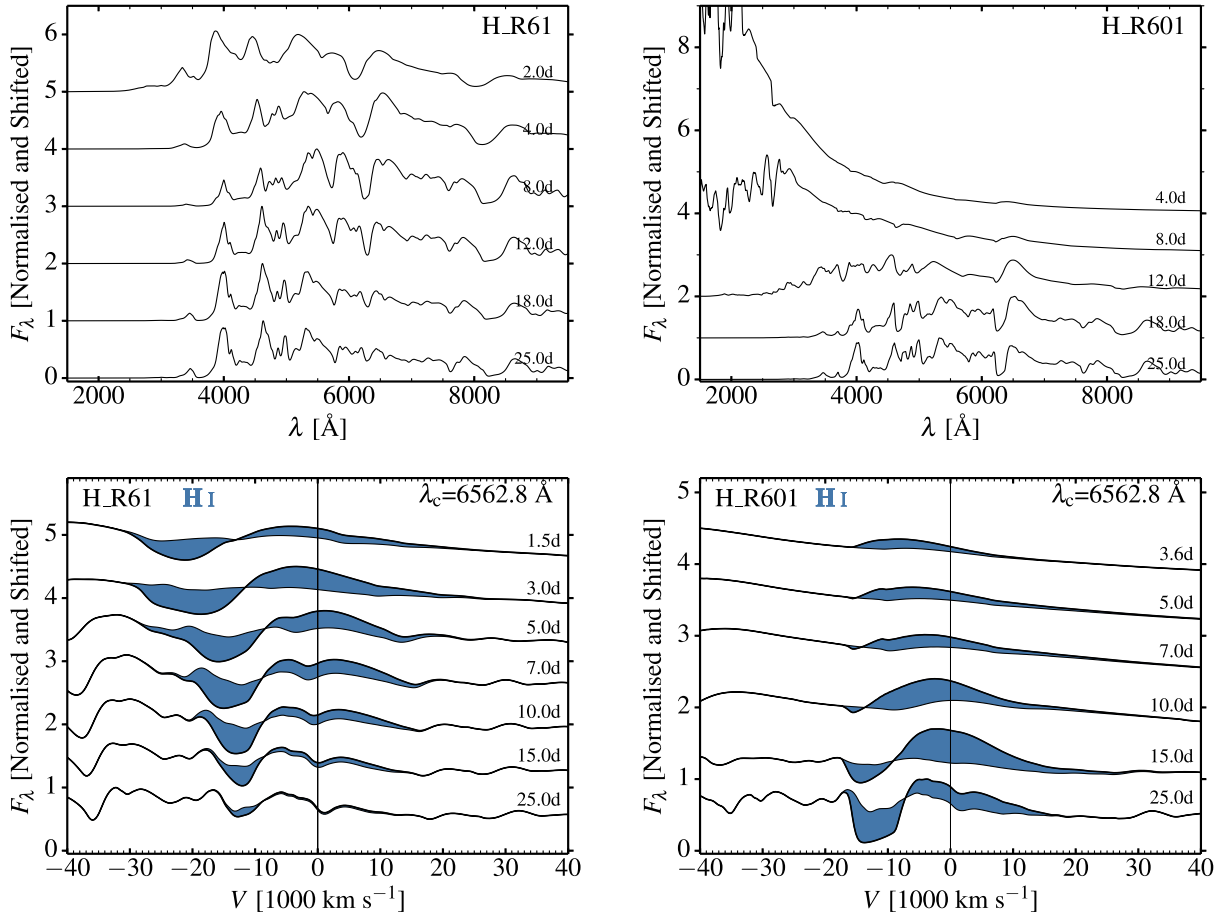 H_R61
2.0d
4.0d
8.0d
12.0d
18.0d
25.0d
0
1
2
3
4
5
6
2000
4000
6000
8000
λ [Å]
F_λ [Normalised and Shifted]
H_R601
4.0d
8.0d
12.0d
18.0d
25.0d
0
2
4
6
8
2000
4000
6000
8000
λ [Å]
F_λ [Normalised and Shifted]
H_R61 H I λc=6562.8 Å
1.5d
3.0d
5.0d
7.0d
10.0d
15.0d
25.0d
0
1
2
3
4
5
−40 −30 −20 −10 0 10 20 30 40
V [1000 km s⁻¹]
F_λ [Normalised and Shifted]
H_R601 H I λc=6562.8 Å
3.6d
5.0d
7.0d
10.0d
15.0d
25.0d
0
1
2
3
4
5
−40 −30 −20 −10 0 10 20 30 40
V [1000 km s⁻¹]
F_λ [Normalised and Shifted]